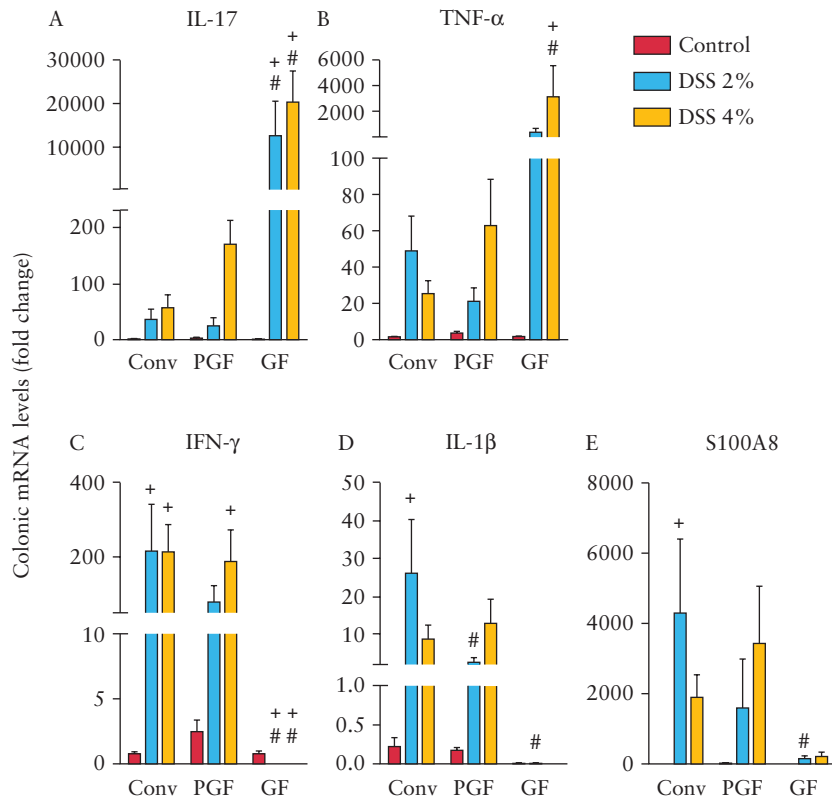 A
IL-17
B
TNF-α
Control
DSS 2%
DSS 4%
Colonic mRNA levels (fold change)
30000
20000
10000
200
100
0
+
#
+
#
Conv
PGF
GF
6000
4000
2000
100
80
60
40
20
0
+
#
Conv
PGF
GF
C
IFN-γ
D
IL-1β
E
S100A8
400
200
10
5
0
+
+
+
+ +
# #
Conv
PGF
GF
50
40
30
20
10
1.0
0.5
0.0
+
#
#
Conv
PGF
GF
8000
6000
4000
2000
0
+
#
Conv
PGF
GF